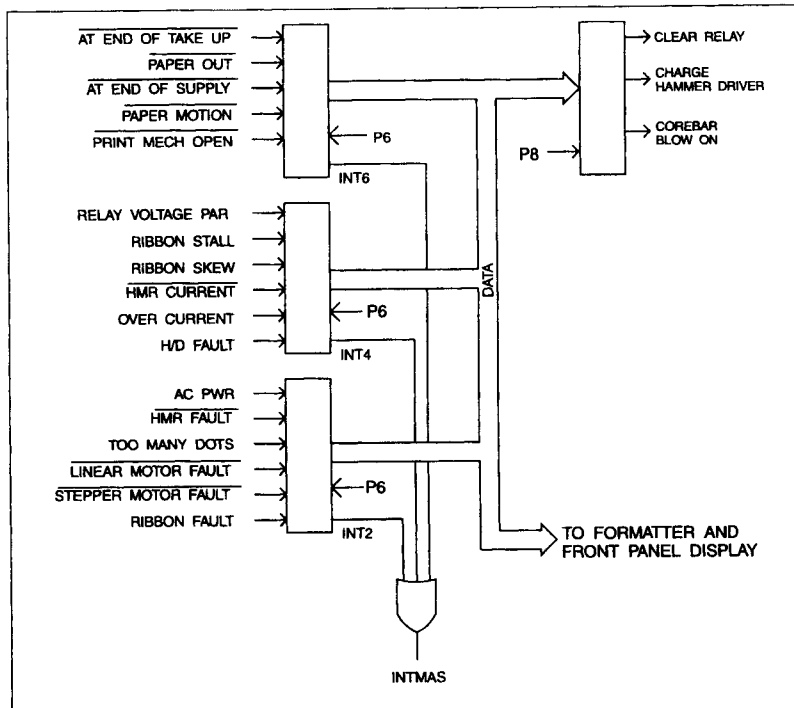 AT END OF TAKE UP
PAPER OUT
AT END OF SUPPLY
PAPER MOTION
PRINT MECH OPEN
P6
INT6
CLEAR RELAY
CHARGE
HAMMER DRIVER
COREBAR
BLOW ON
P8
RELAY VOLTAGE PAR
RIBBON STALL
RIBBON SKEW
HMR CURRENT
OVER CURRENT
H/D FAULT
P6
INT4
DATA
AC PWR
HMR FAULT
TOO MANY DOTS
LINEAR MOTOR FAULT
STEPPER MOTOR FAULT
RIBBON FAULT
P6
INT2
TO FORMATTER AND
FRONT PANEL DISPLAY
INTMAS